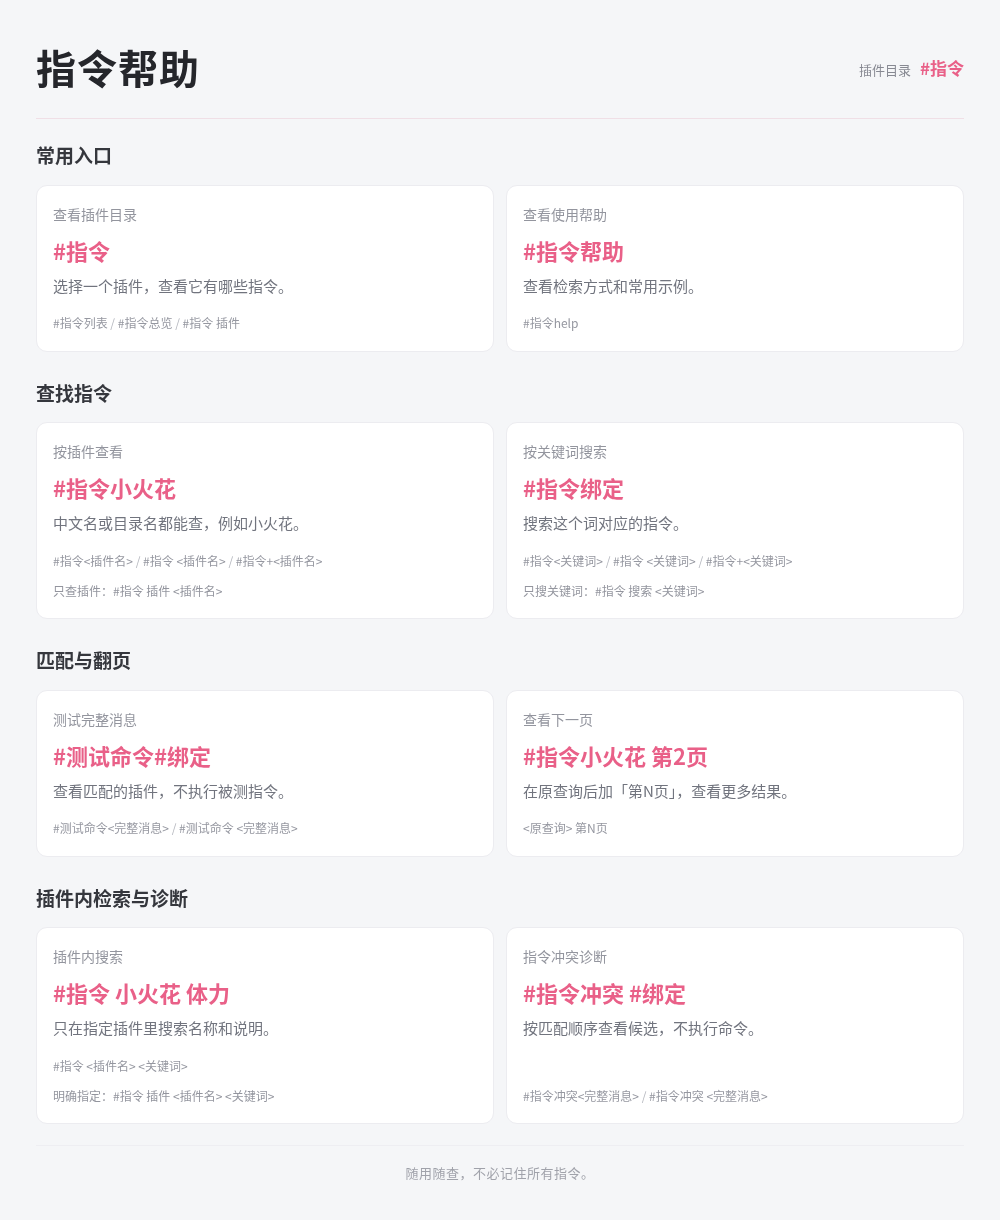 指令帮助
插件目录 #指令
常用入口
查看插件目录
#指令
选择一个插件，查看它有哪些指令。
#指令列表 / #指令总览 / #指令 插件
查看使用帮助
#指令帮助
查看检索方式和常用示例。
#指令help
查找指令
按插件查看
#指令小火花
中文名或目录名都能查，例如小火花。
#指令<插件名> / #指令 <插件名> / #指令+<插件名>
只查插件：#指令 插件 <插件名>
按关键词搜索
#指令绑定
搜索这个词对应的指令。
#指令<关键词> / #指令 <关键词> / #指令+<关键词>
只搜关键词：#指令 搜索 <关键词>
匹配与翻页
测试完整消息
#测试命令#绑定
查看匹配的插件，不执行被测指令。
#测试命令<完整消息> / #测试命令 <完整消息>
查看下一页
#指令小火花 第2页
在原查询后加「第N页」，查看更多结果。
<原查询> 第N页
插件内检索与诊断
插件内搜索
#指令 小火花 体力
只在指定插件里搜索名称和说明。
#指令 <插件名> <关键词>
明确指定：#指令 插件 <插件名> <关键词>
指令冲突诊断
#指令冲突 #绑定
按匹配顺序查看候选，不执行命令。
#指令冲突<完整消息> / #指令冲突 <完整消息>
随用随查，不必记住所有指令。